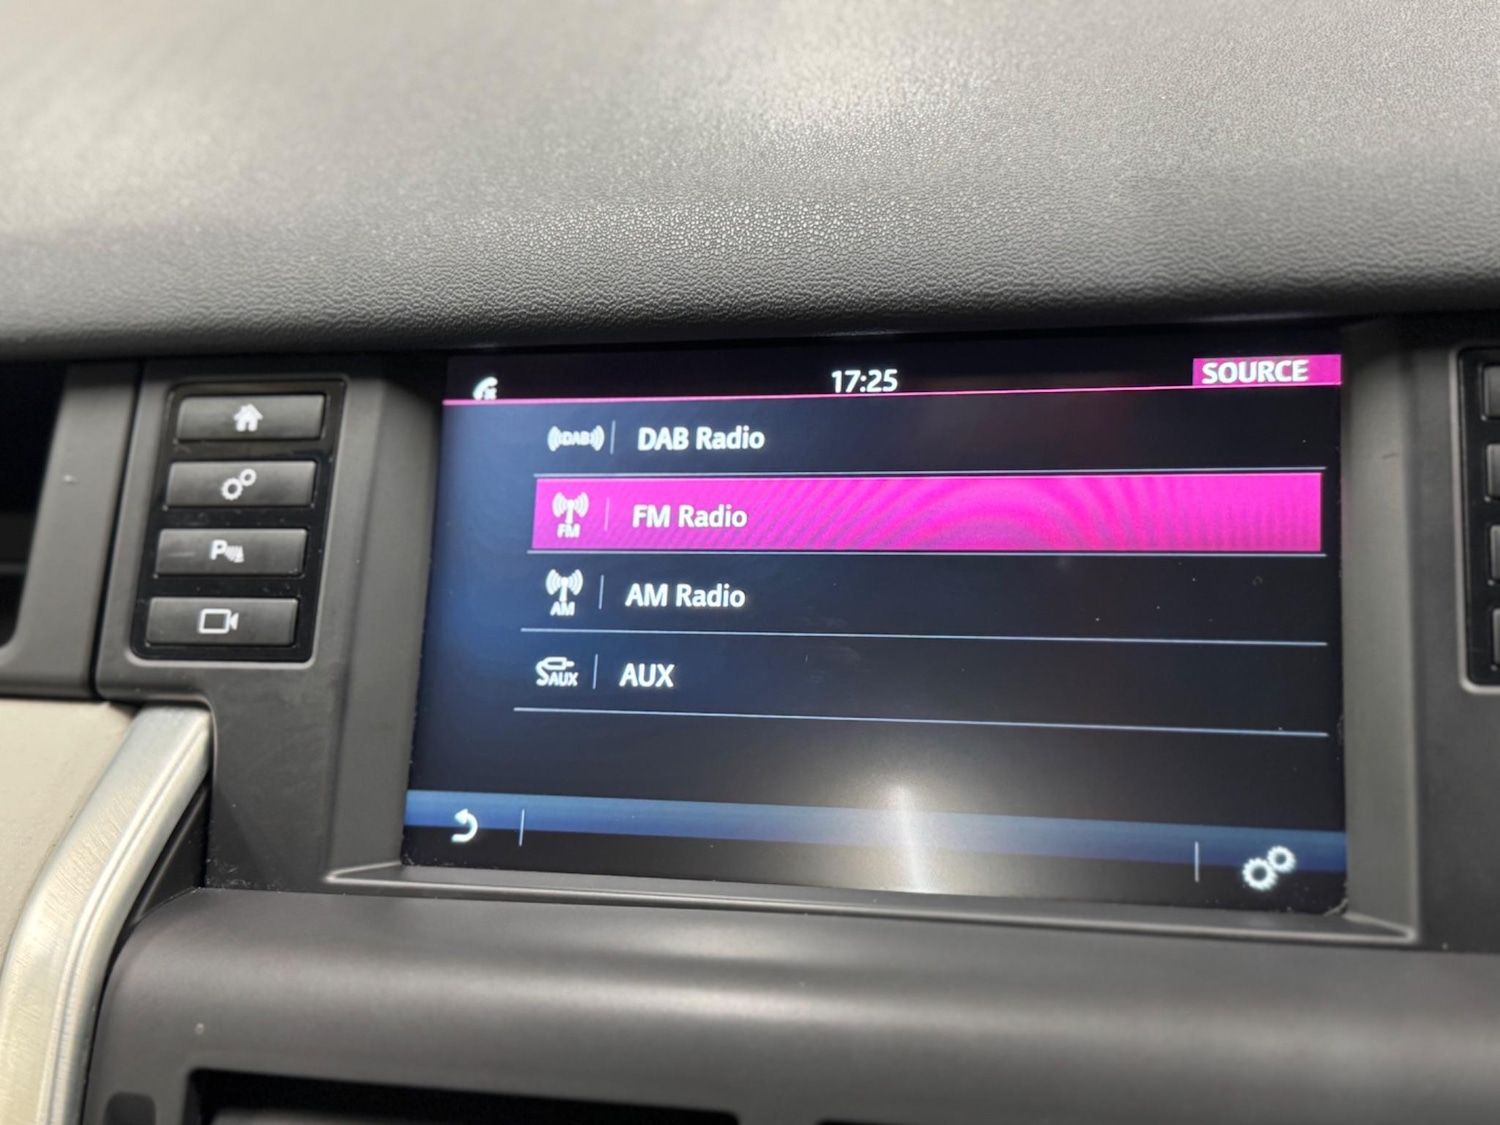 17:25
SOURCE
DAB
DAB Radio
FM
FM Radio
AM
AM Radio
AUX
AUX
P